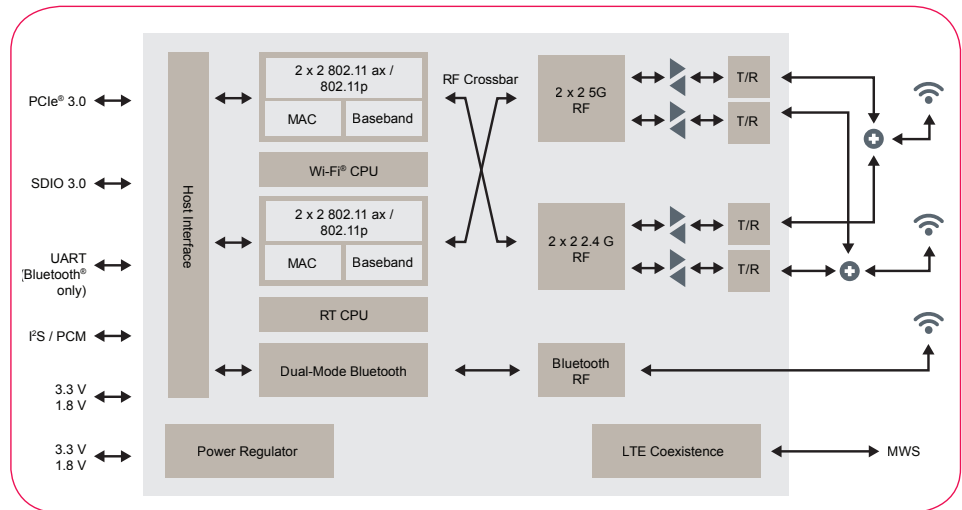 PCIe® 3.0
SDIO 3.0
UART
(Bluetooth®
only)
I²S / PCM
3.3 V
1.8 V
3.3 V
1.8 V
Host Interface
2 x 2 802.11 ax /
802.11p
MAC
Baseband
Wi-Fi® CPU
2 x 2 802.11 ax /
802.11p
MAC
Baseband
RT CPU
Dual-Mode Bluetooth
Power Regulator
RF Crossbar
2 x 2 5G
RF
T/R
T/R
2 x 2 2.4 G
RF
T/R
T/R
Bluetooth
RF
LTE Coexistence
MWS